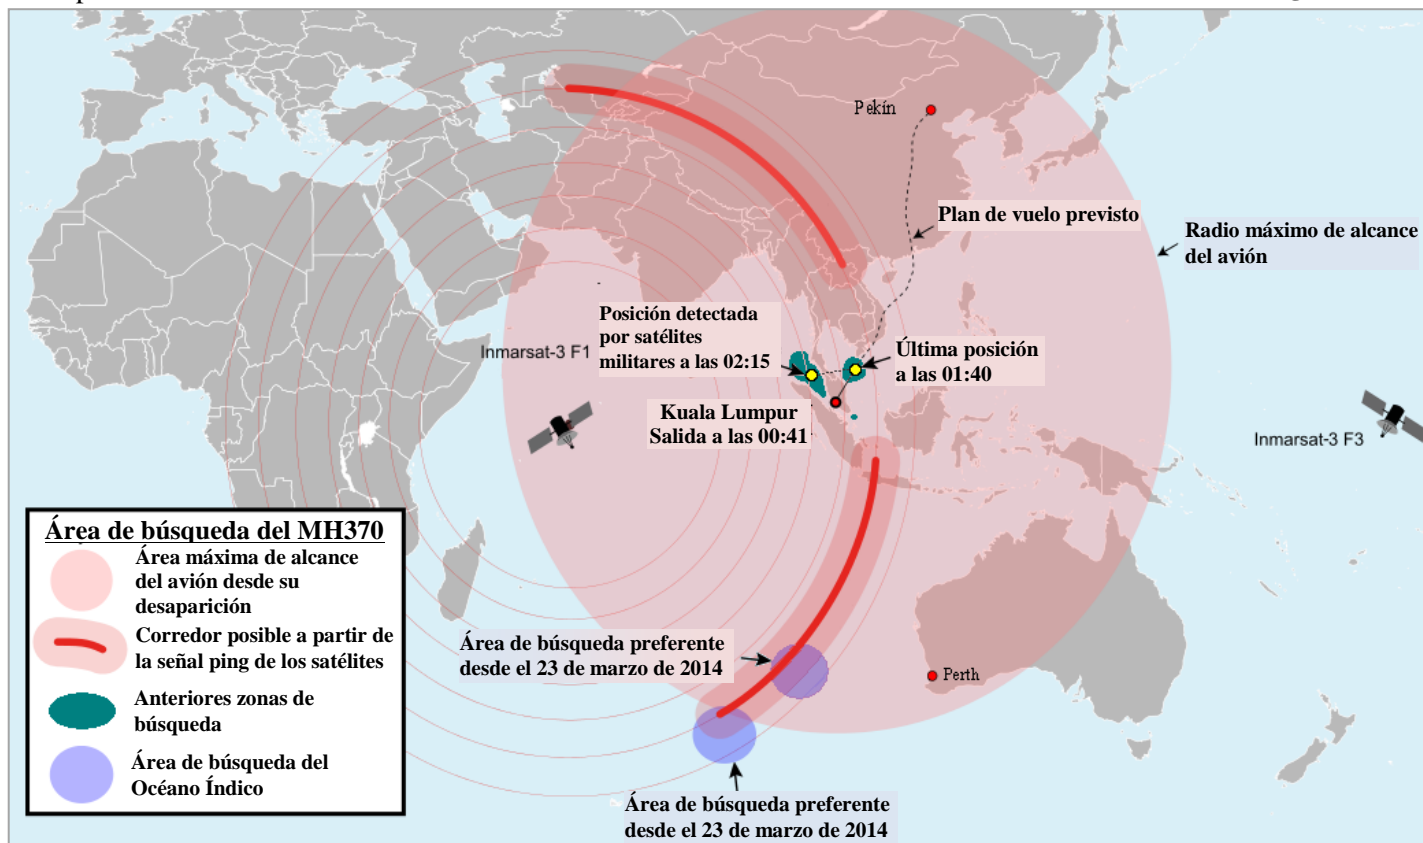 Pekín
Plan de vuelo previsto
Radio máximo de alcance
del avión
Posición detectada
por satélites
militares a las 02:15
Inmarsat-3 F1
Última posición
a las 01:40
Kuala Lumpur
Salida a las 00:41
Inmarsat-3 F3
Área de búsqueda del MH370
Área máxima de alcance
del avión desde su
desaparición
Corredor posible a partir de
la señal ping de los satélites
Anteriores zonas de
búsqueda
Área de búsqueda del
Océano Índico
Área de búsqueda preferente
desde el 23 de marzo de 2014
Perth
Área de búsqueda preferente
desde el 23 de marzo de 2014